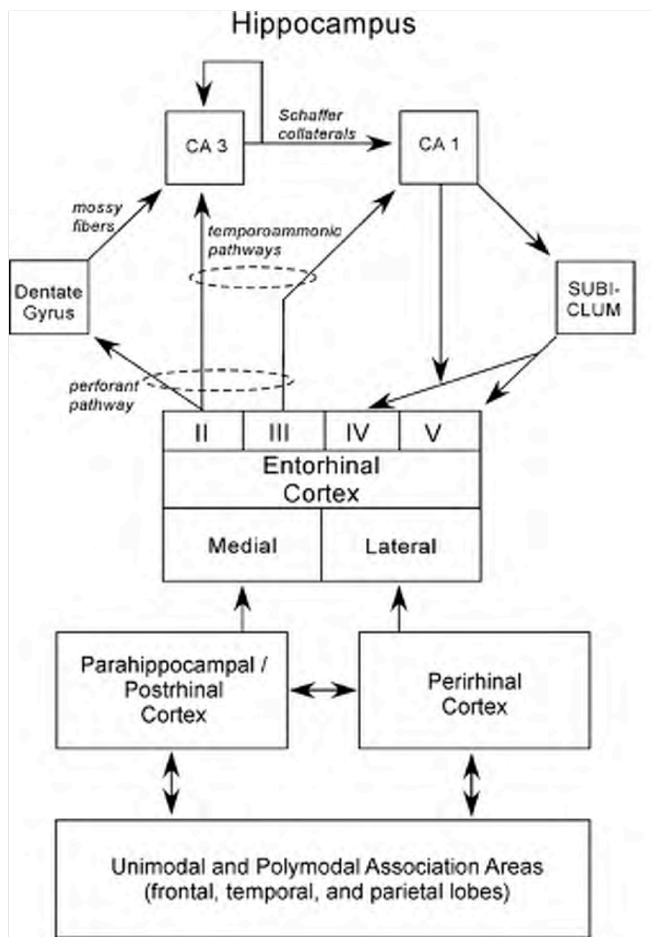 Hippocampus
Schaffer
collaterals
CA 3
CA 1
mossy
fibers
temporoammonic
pathways
Dentate
Gyrus
SUBI-
CLUM
perforant
pathway
II
III
IV
V
Entorhinal
Cortex
Medial
Lateral
Parahippocampal /
Postrhinal
Cortex
Perirhinal
Cortex
Unimodal and Polymodal Association Areas
(frontal, temporal, and parietal lobes)